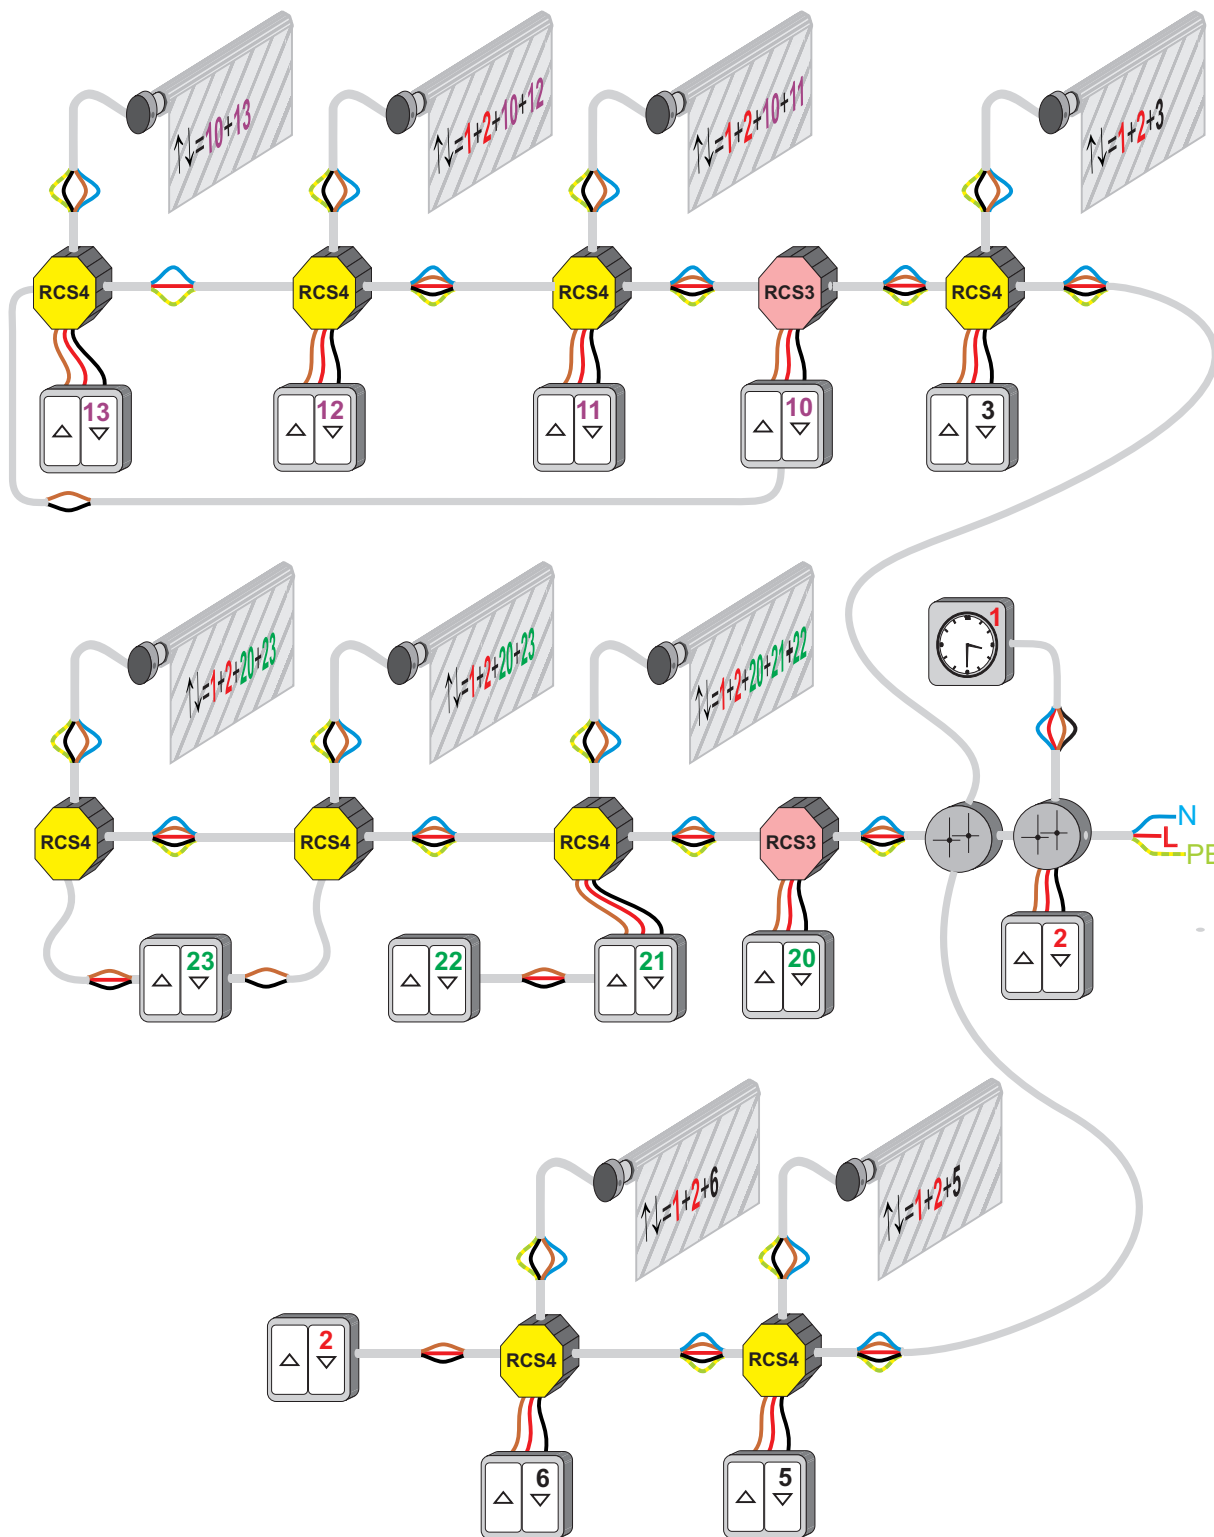 ↑↓=10+13
↑↓=1+2+10+12
↑↓=1+2+10+11
↑↓=1+2+3
RCS4
RCS4
RCS4
RCS3
RCS4
13
12
11
10
3
↑↓=1+2+20+23
↑↓=1+2+20+23
↑↓=1+2+20+21+22
1
RCS4
RCS4
RCS4
RCS3
N
L
PE
23
22
21
20
2
↑↓=1+2+6
↑↓=1+2+5
2
RCS4
RCS4
6
5